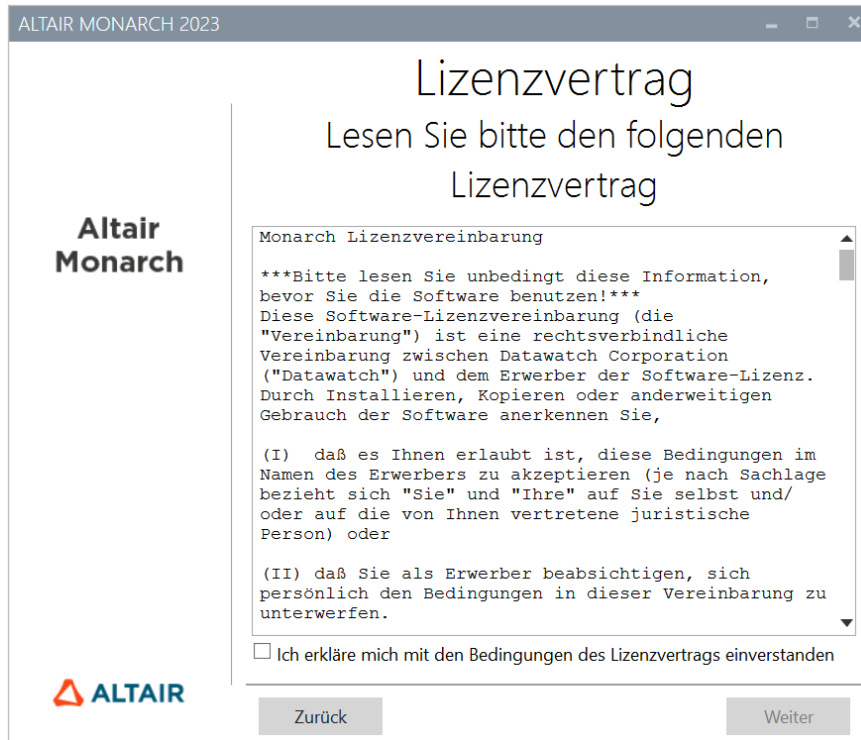 ALTAIR MONARCH 2023
Lizenzvertrag
Lesen Sie bitte den folgenden
Lizenzvertrag
Altair
Monarch
Monarch Lizenzvereinbarung
***Bitte lesen Sie unbedingt diese Information,
bevor Sie die Software benutzen!***
Diese Software-Lizenzvereinbarung (die
"Vereinbarung") ist eine rechtsverbindliche
Vereinbarung zwischen Datawatch Corporation
("Datawatch") und dem Erwerber der Software-Lizenz.
Durch Installieren, Kopieren oder anderweitigen
Gebrauch der Software anerkennen Sie,
(I) daß es Ihnen erlaubt ist, diese Bedingungen im
Namen des Erwerbers zu akzeptieren (je nach Sachlage
bezieht sich "Sie" und "Ihre" auf Sie selbst und/
oder auf die von Ihnen vertretene juristische
Person) oder
(II) daß Sie als Erwerber beabsichtigen, sich
persönlich den Bedingungen in dieser Vereinbarung zu
unterwerfen.
Ich erkläre mich mit den Bedingungen des Lizenzvertrags einverstanden
ALTAIR
Zurück
Weiter